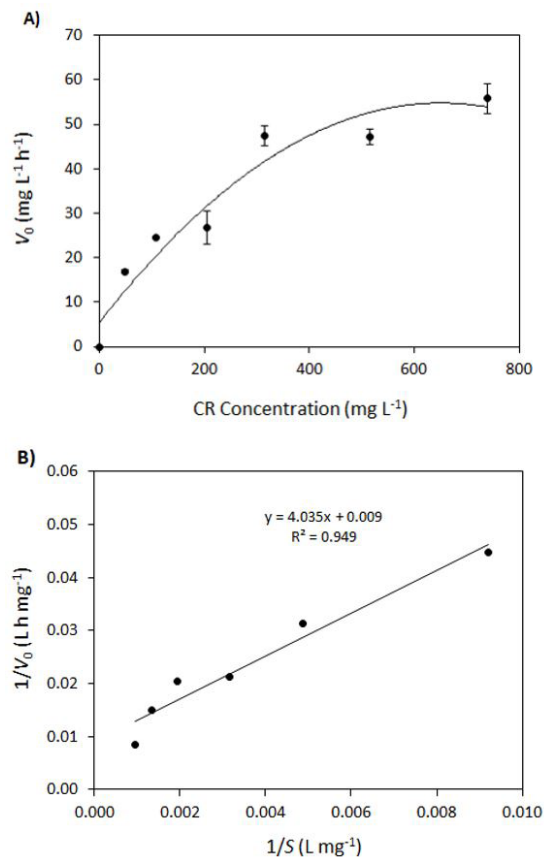 A)
70
60
50
40
30
20
10
0
V₀ (mg L⁻¹ h⁻¹)
0 200 400 600 800
CR Concentration (mg L⁻¹)
B)
0.06
0.05
0.04
0.03
0.02
0.01
0.00
1/V₀ (L h mg⁻¹)
y = 4.035x + 0.009
R² = 0.949
0.000 0.002 0.004 0.006 0.008 0.010
1/S (L mg⁻¹)